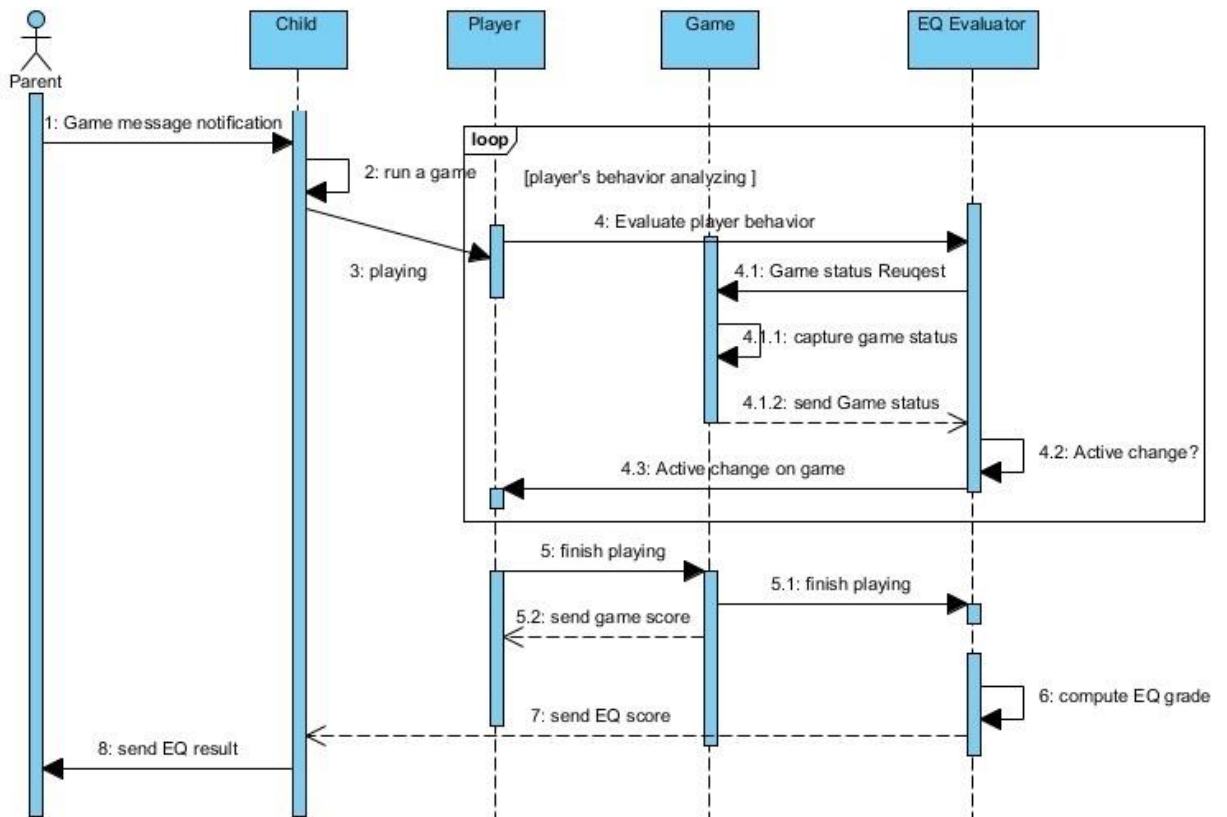 Child
Player
Game
EQ Evaluator
Parent
1: Game message notification
loop
2: run a game
[player's behavior analyzing ]
4: Evaluate player behavior
3: playing
4.1: Game status Reuqest
4.1.1: capture game status
4.1.2: send Game status
4.2: Active change?
4.3: Active change on game
5: finish playing
5.1: finish playing
5.2: send game score
6: compute EQ grade
7: send EQ score
8: send EQ result